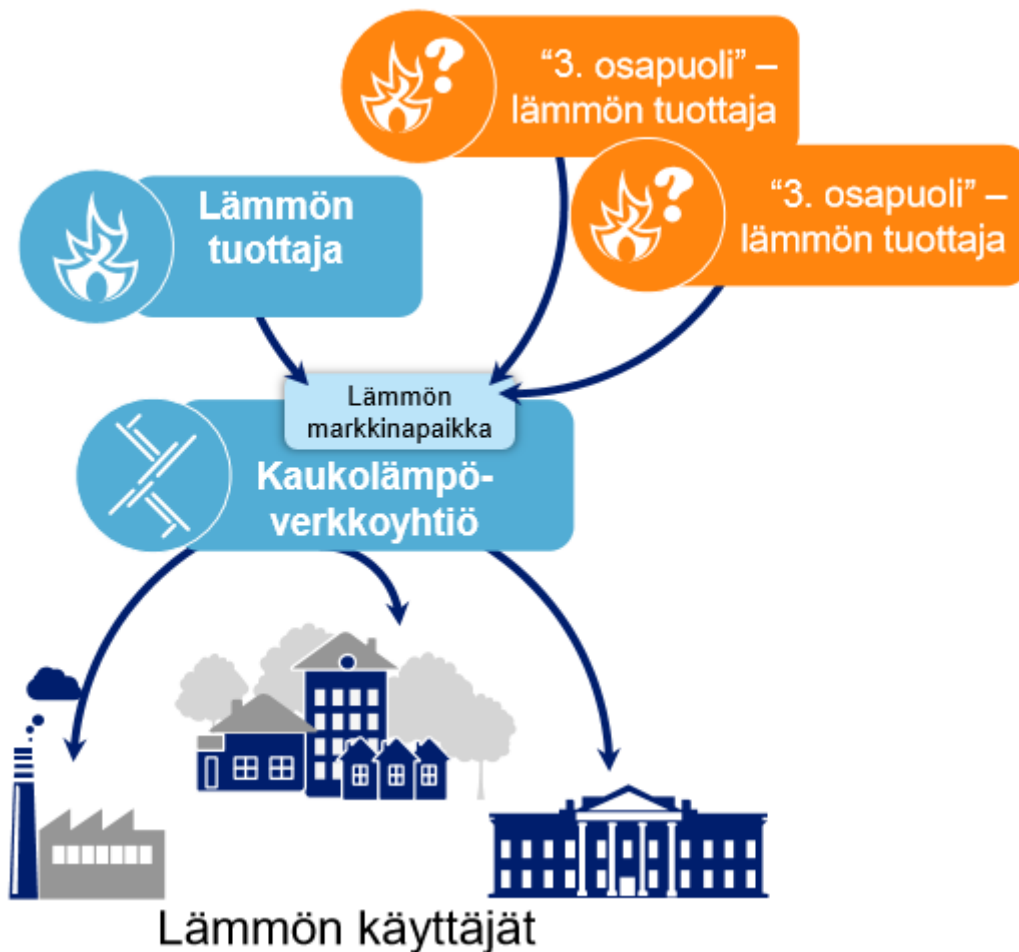 “3. osapuoli” –
lämmön tuottaja
“3. osapuoli” –
lämmön tuottaja
Lämmön
tuottaja
Lämmön
markkinapaikka
Kaukolämpö-
verkkoyhtiö
Lämmön käyttäjät